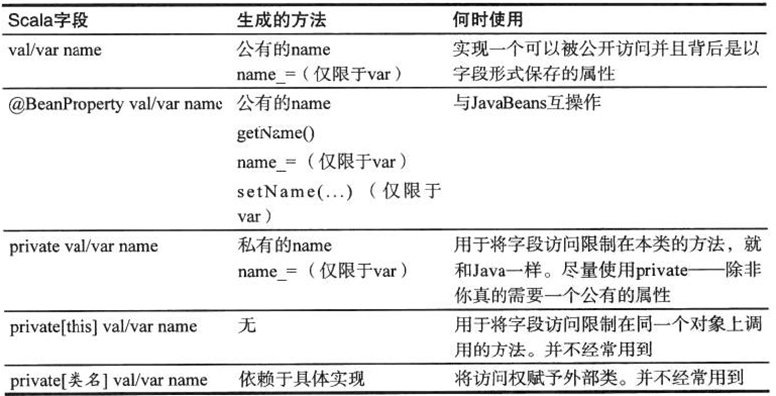 Scala字段 生成的方法 何时使用
val/var name 公有的name 实现一个可以被公开访问并且背后是以
name_=（仅限于var） 字段形式保存的属性
@BeanProperty val/var name 公有的name 与JavaBeans互操作
getName()
name_=（仅限于var）
setName(...)（仅限于
var）
private val/var name 私有的name 用于将字段访问限制在本类的方法，就
name_=（仅限于var） 和Java一样。尽量使用private——除非
你真的需要一个公有的属性
private[this] val/var name 无 用于将字段访问限制在同一个对象上调
用的方法。并不经常用到
private[类名] val/var name 依赖于具体实现 将访问权赋予外部类。并不经常用到